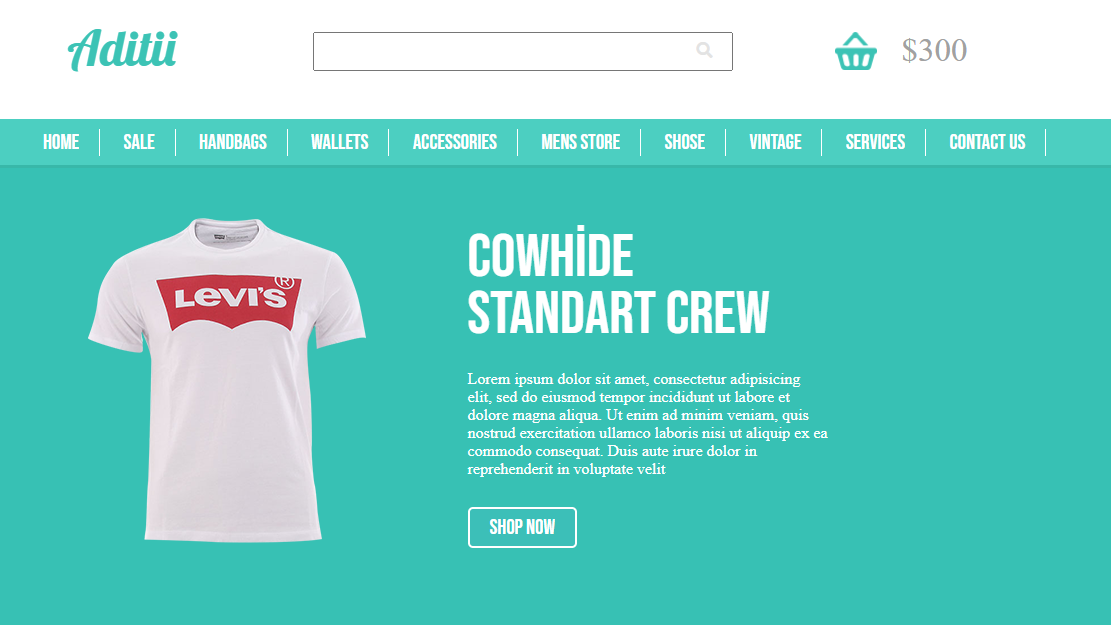 Aditii
$300
HOME
SALE
HANDBAGS
WALLETS
ACCESSORIES
MENS STORE
SHOSE
VINTAGE
SERVICES
CONTACT US
LEVI'S ®
COWHİDE
STANDART CREW
Lorem ipsum dolor sit amet, consectetur adipisicing
elit, sed do eiusmod tempor incididunt ut labore et
dolore magna aliqua. Ut enim ad minim veniam, quis
nostrud exercitation ullamco laboris nisi ut aliquip ex ea
commodo consequat. Duis aute irure dolor in
reprehenderit in voluptate velit
SHOP NOW